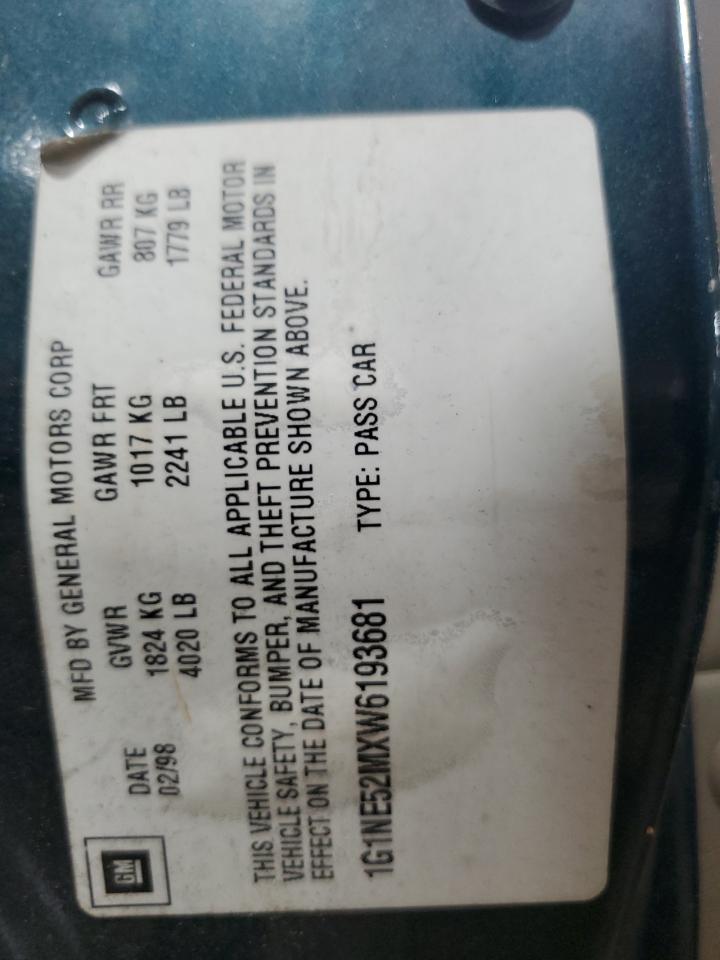 GM
MFD BY GENERAL MOTORS CORP
DATE GVWR GAWR FRT GAWR RR
02/98 1824 KG 1017 KG 807 KG
4020 LB 2241 LB 1779 LB
THIS VEHICLE CONFORMS TO ALL APPLICABLE U.S. FEDERAL MOTOR
VEHICLE SAFETY, BUMPER, AND THEFT PREVENTION STANDARDS IN
EFFECT ON THE DATE OF MANUFACTURE SHOWN ABOVE.
1G1NE52MXW6193681 TYPE: PASS CAR